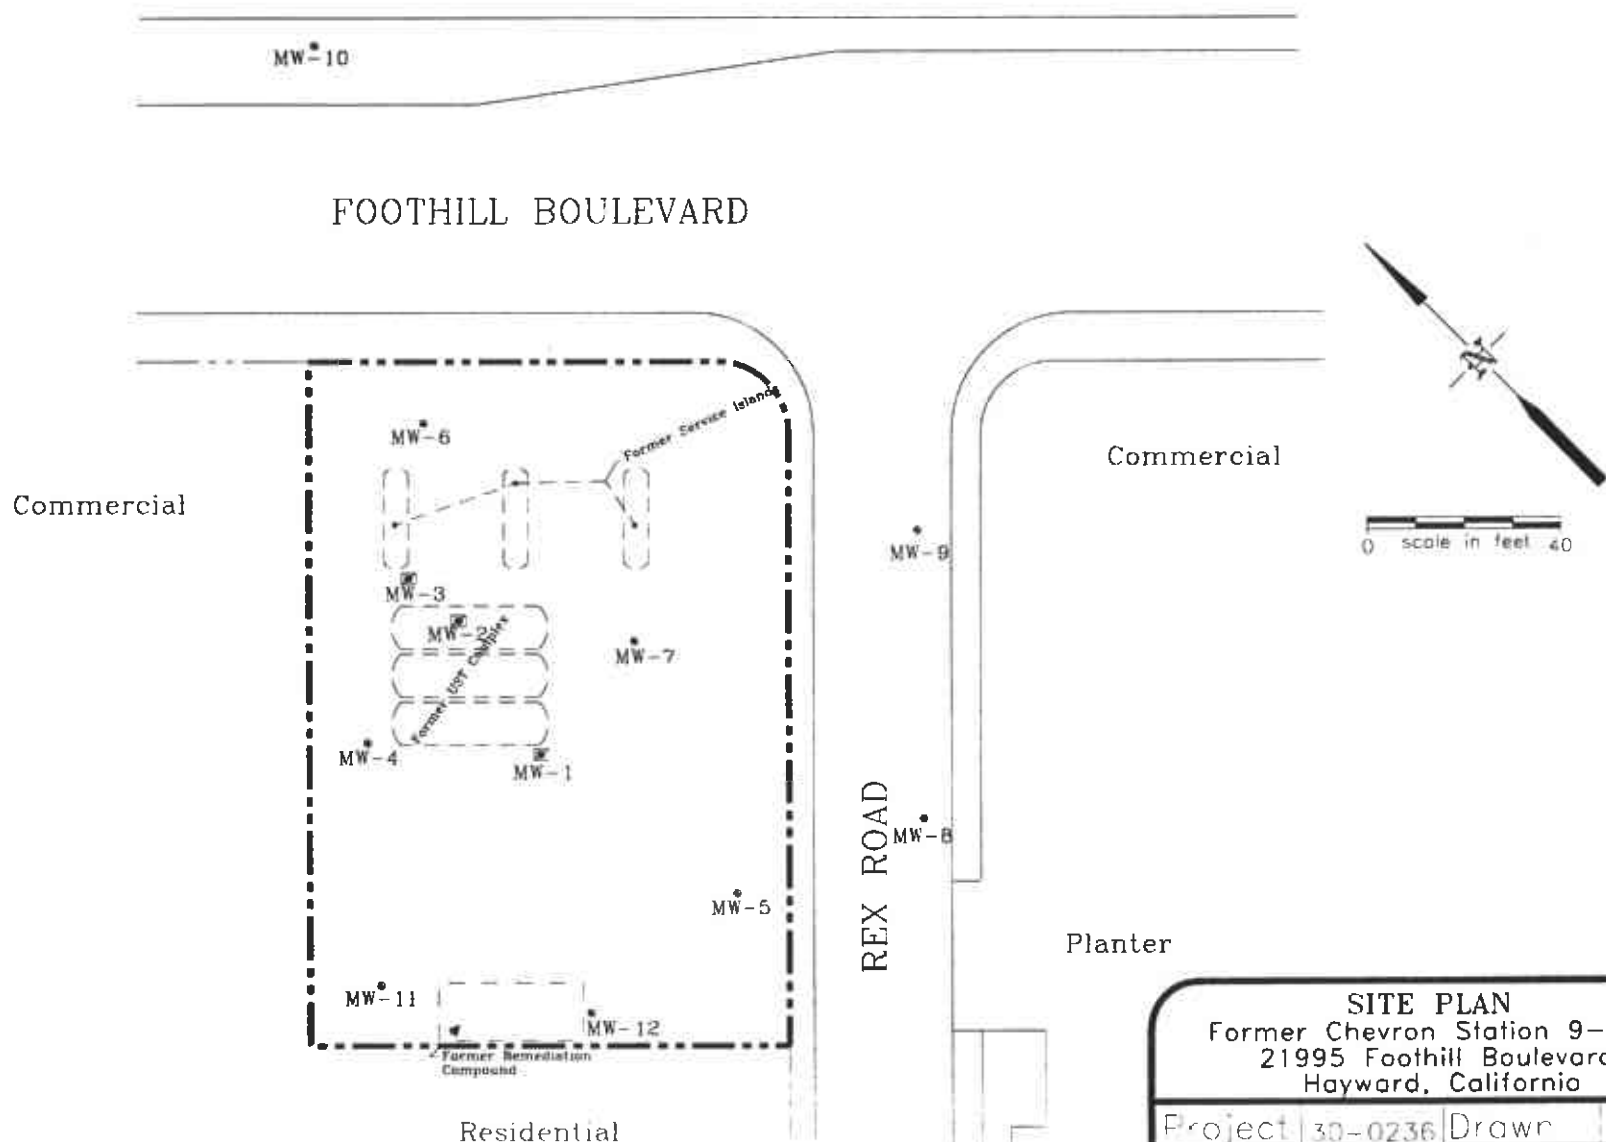 MW-10
FOOTHILL BOULEVARD
Former Service Islands
MW-6
Commercial
Commercial
N
0 scale in feet 40
MW-9
MW-3
MW-2
Former UST Complex
MW-7
MW-4
MW-1
REX ROAD
MW-8
MW-5
Planter
MW-11
MW-12
Former Remediation
Compound
Residential
SITE PLAN
Former Chevron Station 9-
21995 Foothill Boulevar
Hayward, California
Project 30-0236 Drawn